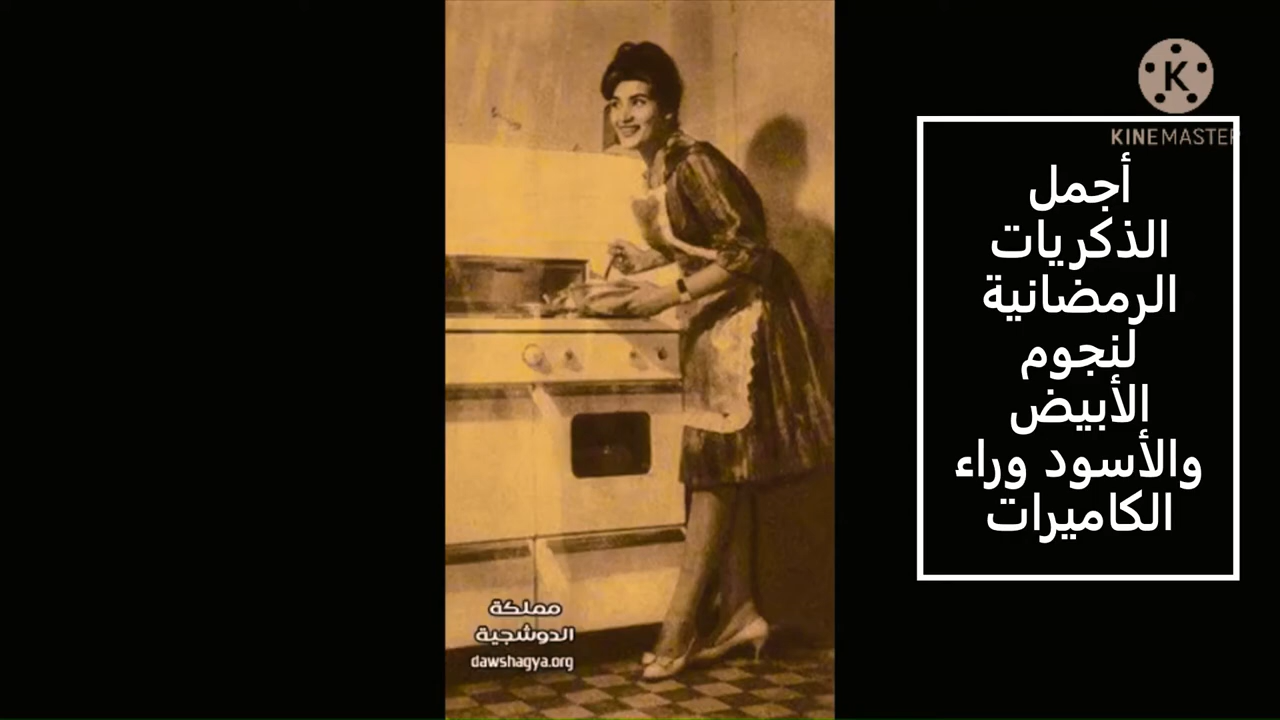 KINEMASTER
أجمل
الذكريات
الرمضانية
لنجوم
الأبيض
والأسود وراء
الكاميرات
مملكة
الدوشجية
dawshagya.org